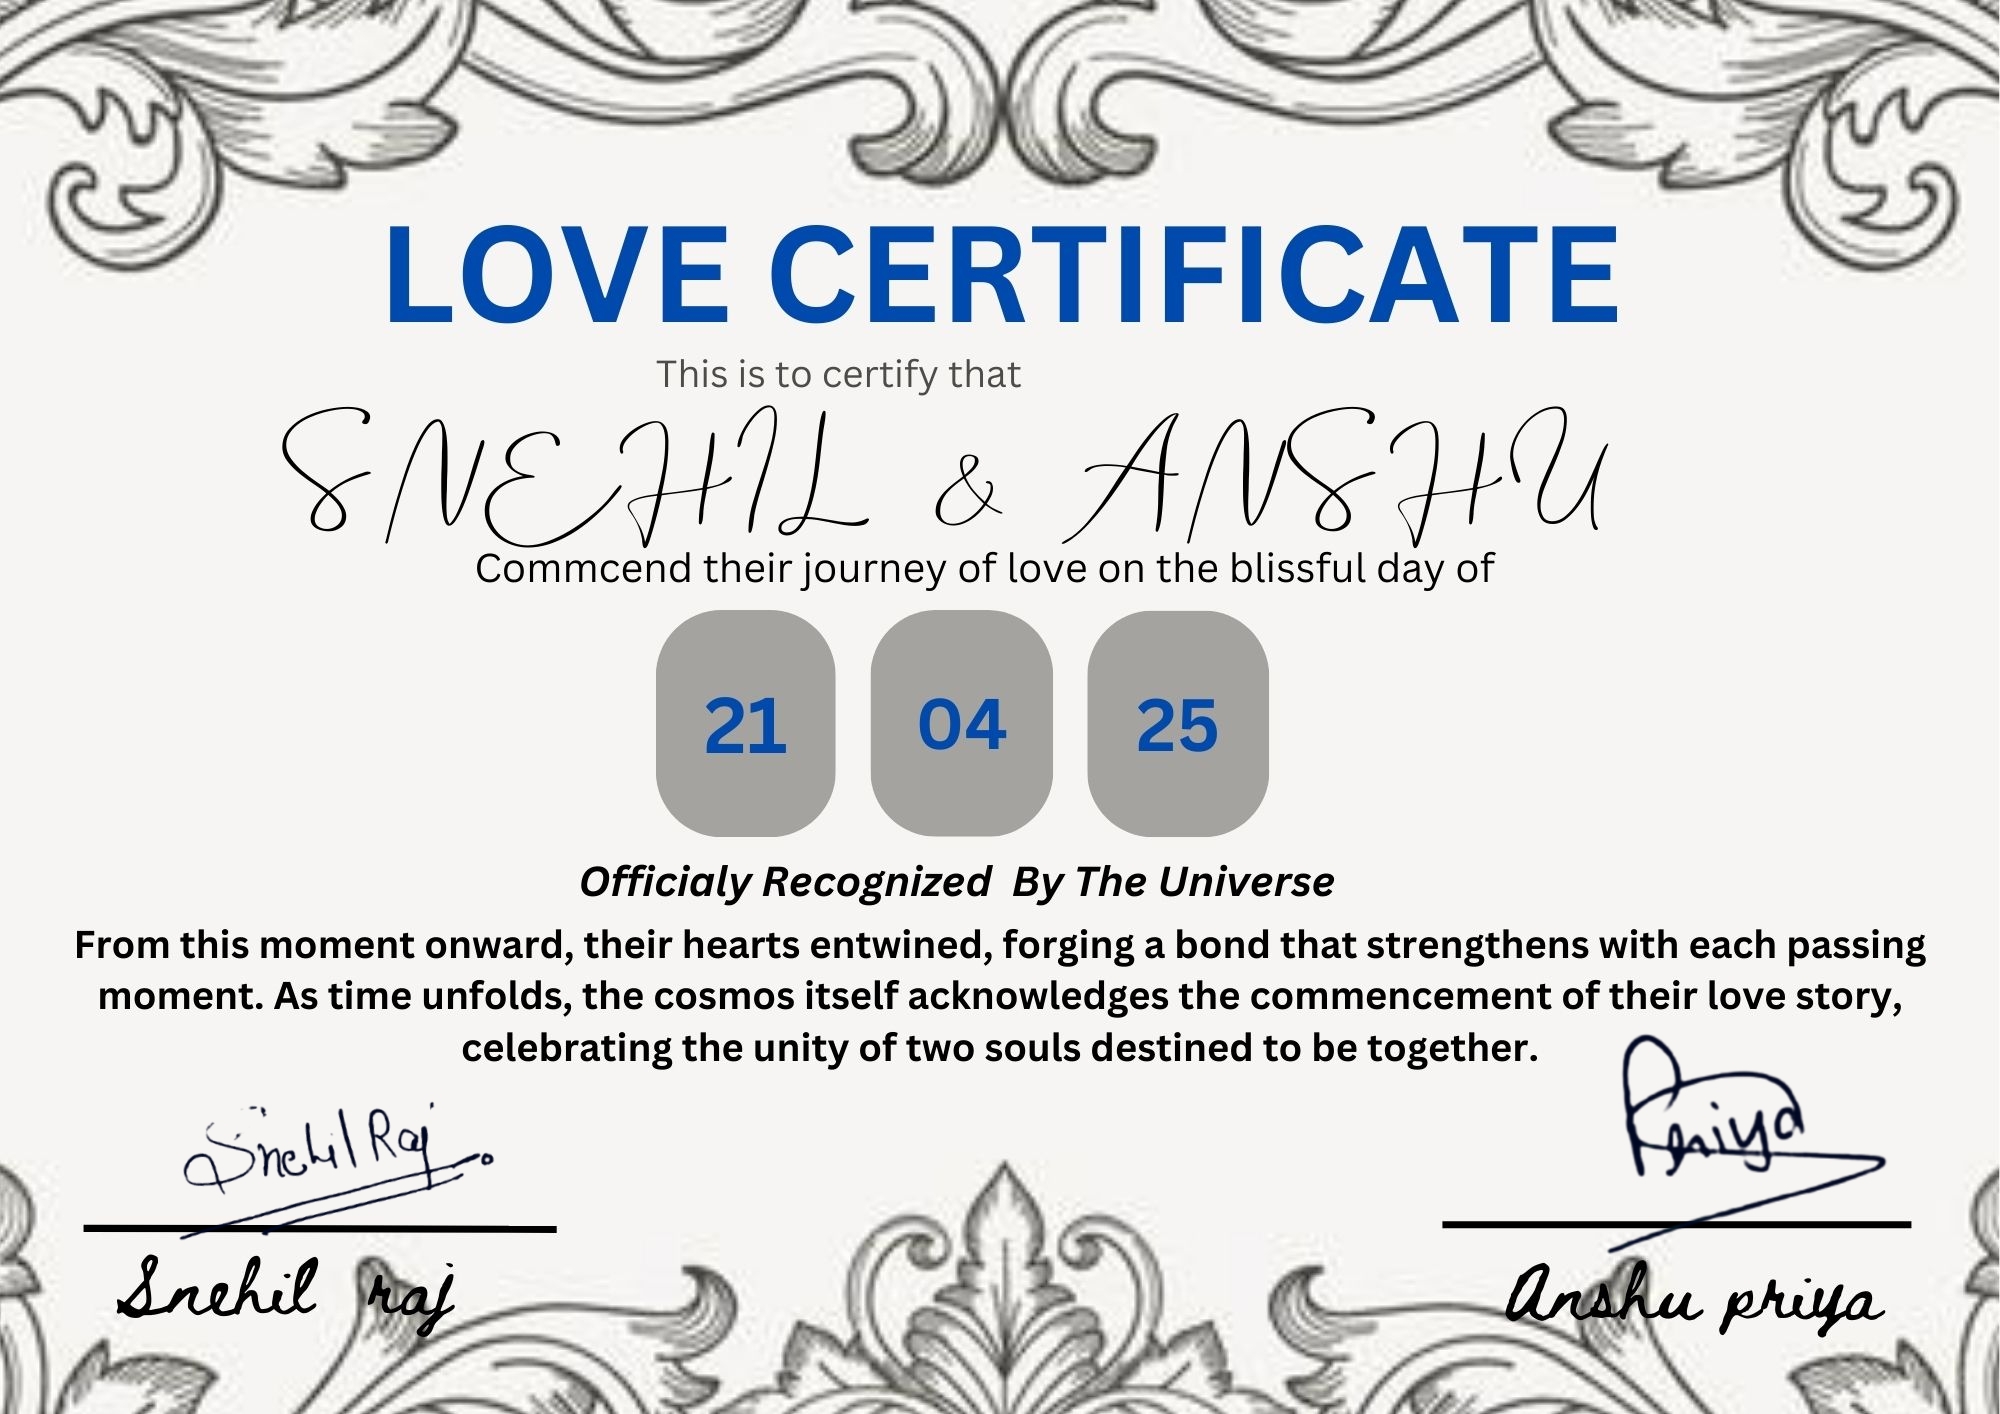 LOVE CERTIFICATE
This is to certify that
SNEHIL & ANSHU
Commcend their journey of love on the blissful day of
21 04 25
Officialy Recognized By The Universe
From this moment onward, their hearts entwined, forging a bond that strengthens with each passing
moment. As time unfolds, the cosmos itself acknowledges the commencement of their love story,
celebrating the unity of two souls destined to be together.
Snehil Raj
Priya
Snehil raj
Anshu priya